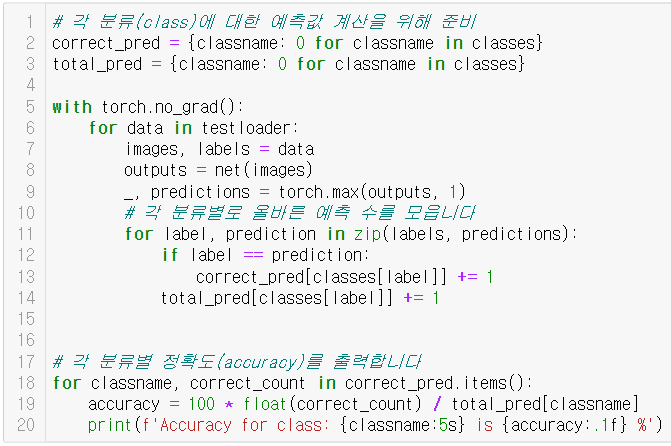 1 # 각 분류(class)에 대한 예측값 계산을 위해 준비
2 correct_pred = {classname: 0 for classname in classes}
3 total_pred = {classname: 0 for classname in classes}
4
5 with torch.no_grad():
6     for data in testloader:
7         images, labels = data
8         outputs = net(images)
9         _, predictions = torch.max(outputs, 1)
10         # 각 분류별로 올바른 예측 수를 모읍니다
11         for label, prediction in zip(labels, predictions):
12             if label == prediction:
13                 correct_pred[classes[label]] += 1
14             total_pred[classes[label]] += 1
15
16
17 # 각 분류별 정확도(accuracy)를 출력합니다
18 for classname, correct_count in correct_pred.items():
19     accuracy = 100 * float(correct_count) / total_pred[classname]
20     print(f'Accuracy for class: {classname:5s} is {accuracy:.1f} %')